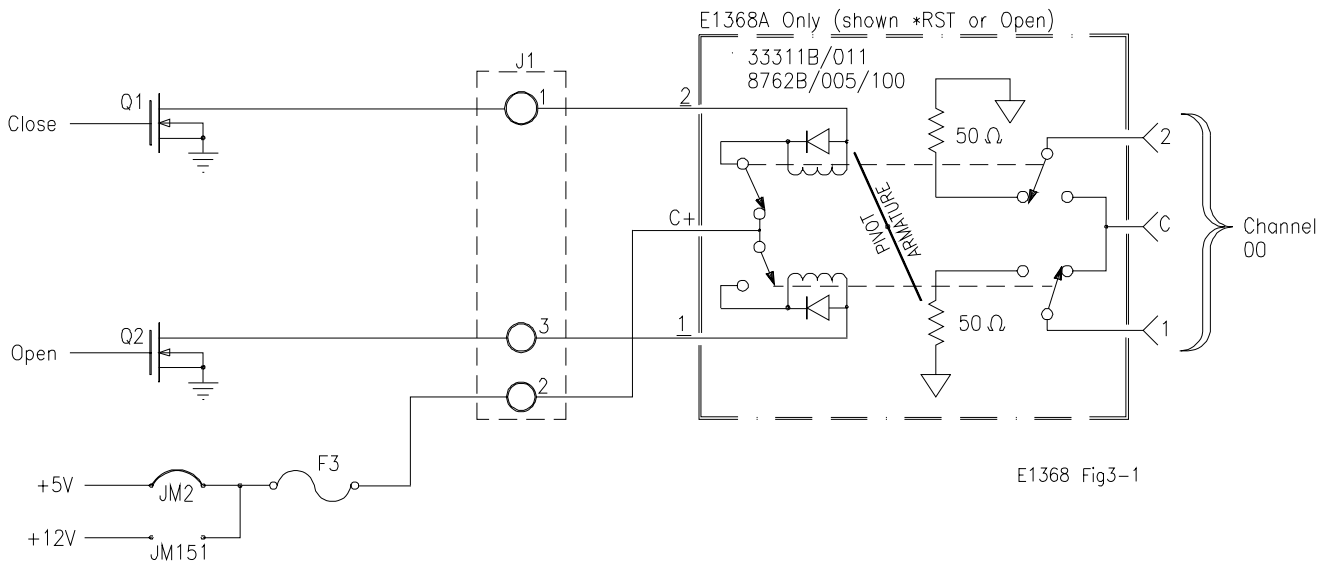 E1368A Only (shown *RST or Open)
33311B/011
8762B/005/100
J1
Q1
1
2
Close
50 Ω
2
C+
PIVOT
ARMATURE
C
Channel
00
Q2
3
1
50 Ω
1
Open
2
F3
+5V
JM2
E1368 Fig3-1
+12V
JM151